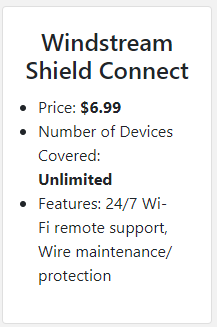 Windstream
Shield Connect
• Price: $6.99
• Number of Devices
Covered:
Unlimited
• Features: 24/7 Wi-
Fi remote support,
Wire maintenance/
protection